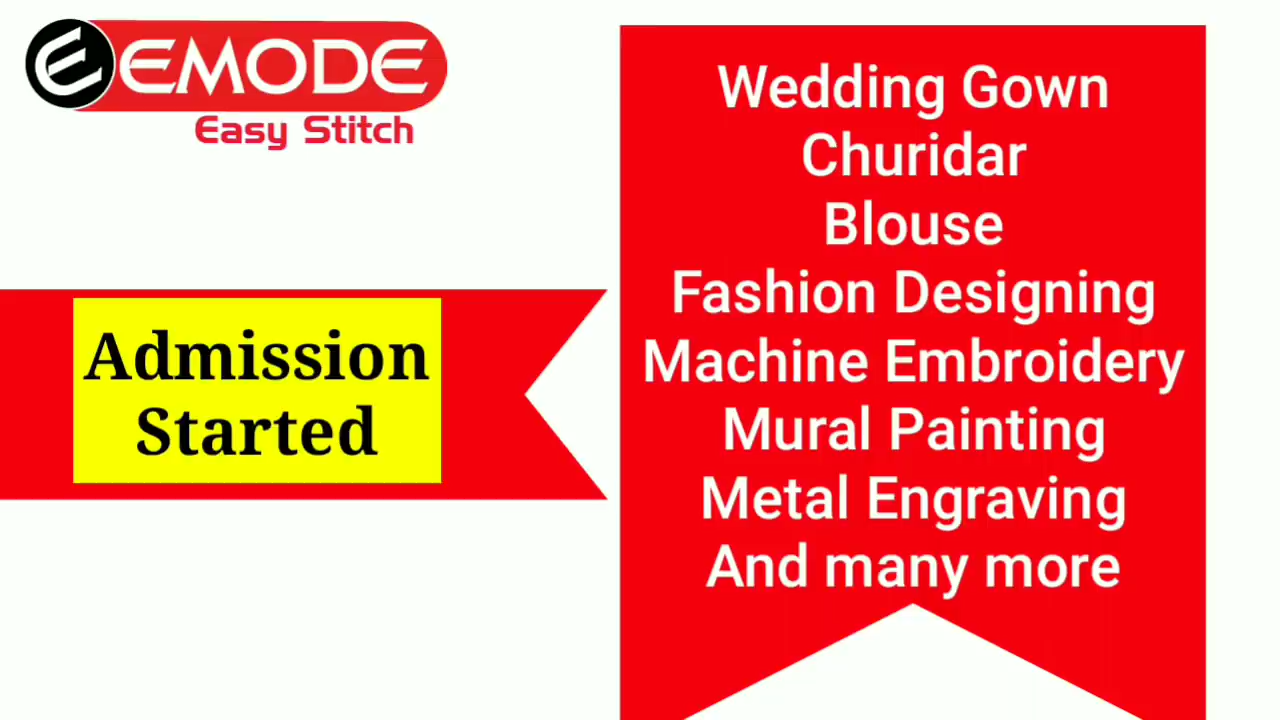 EMODE
Easy Stitch
Admission
Started
Wedding Gown
Churidar
Blouse
Fashion Designing
Machine Embroidery
Mural Painting
Metal Engraving
And many more